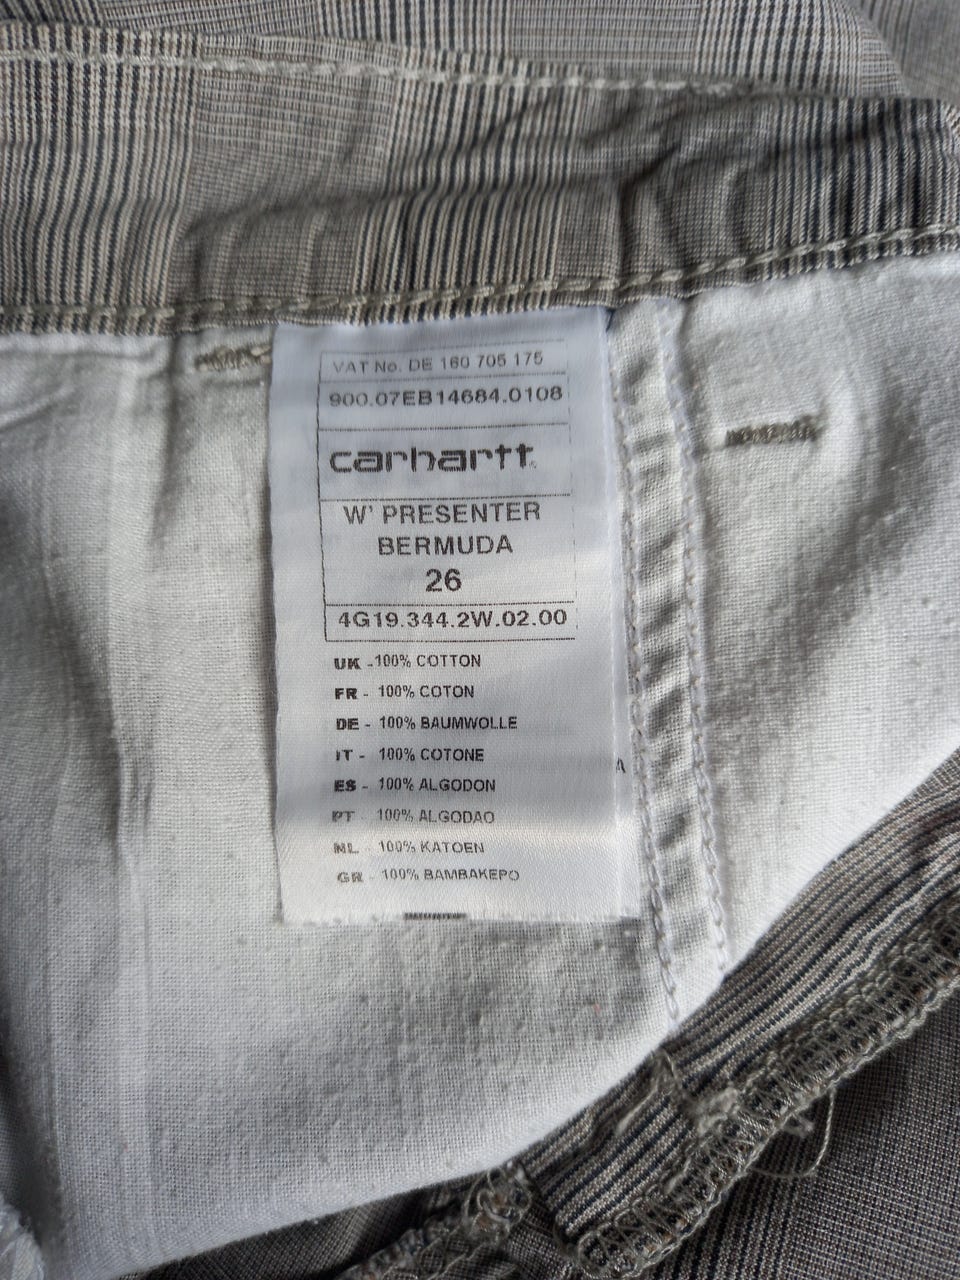 VAT No. DE 160 705 175
900.07EB14684.0108
carhartt
W' PRESENTER
BERMUDA
26
4G19.344.2W.02.00
UK - 100% COTTON
FR - 100% COTON
DE - 100% BAUMWOLLE
IT - 100% COTONE
ES - 100% ALGODON
PT - 100% ALGODAO
NL - 100% KATOEN
GR - 100% BAMBAKEPO
A